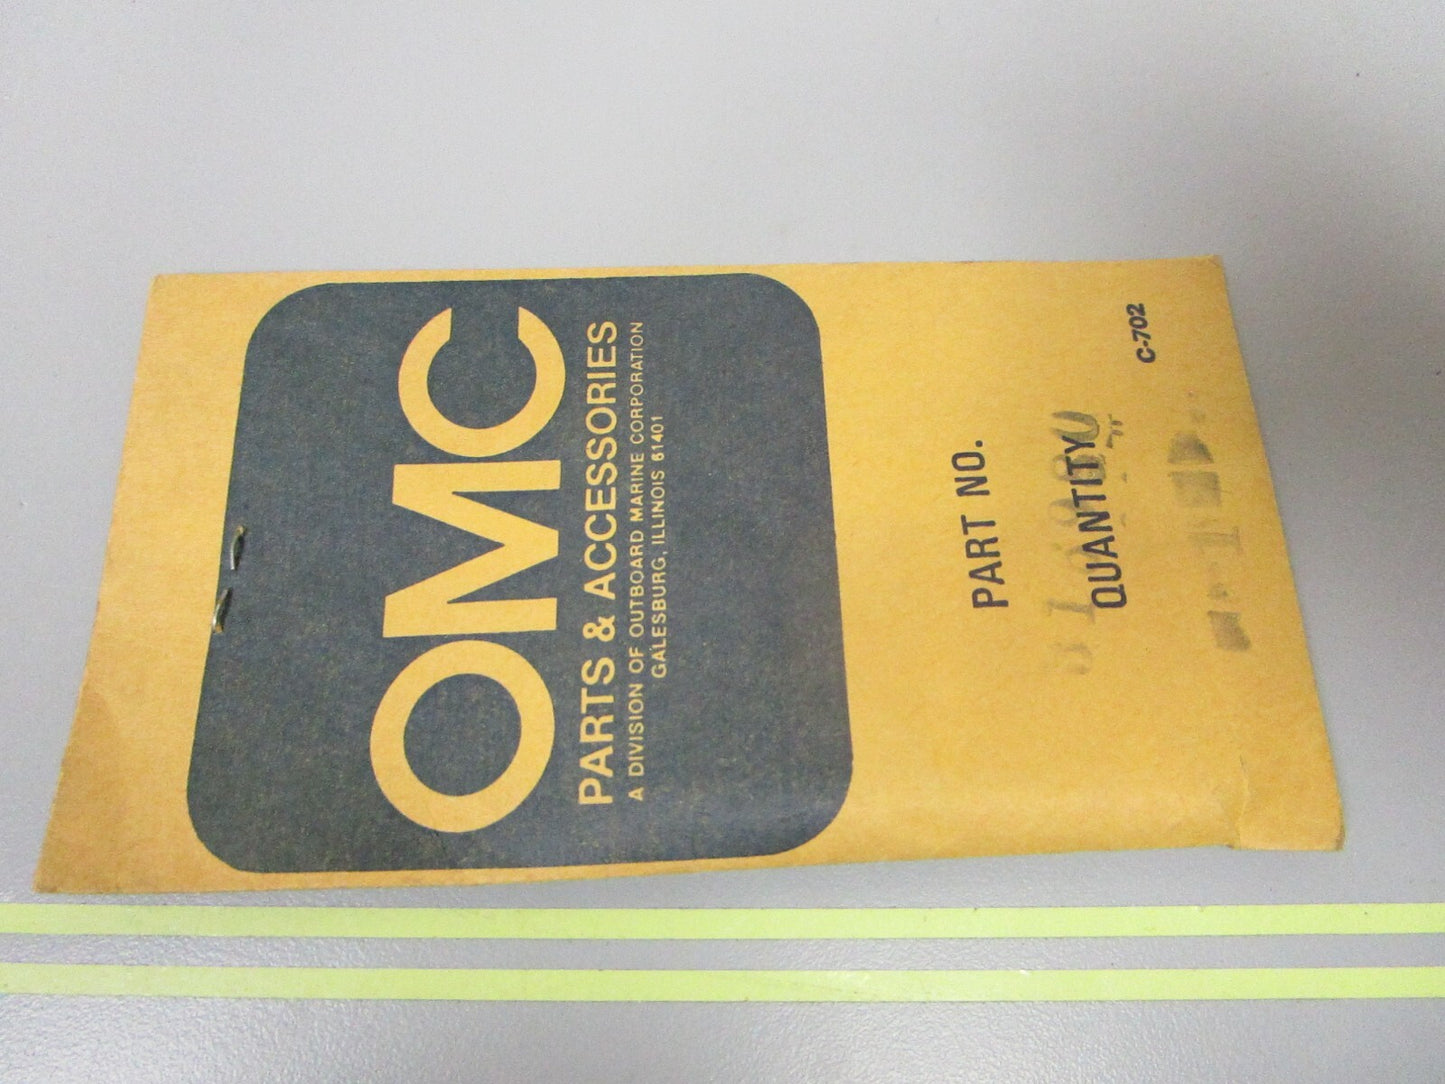 OMC
PARTS & ACCESSORIES
A DIVISION OF OUTBOARD MARINE CORPORATION
GALESBURG, ILLINOIS 61401
PART NO.
QUANTITY
C-702